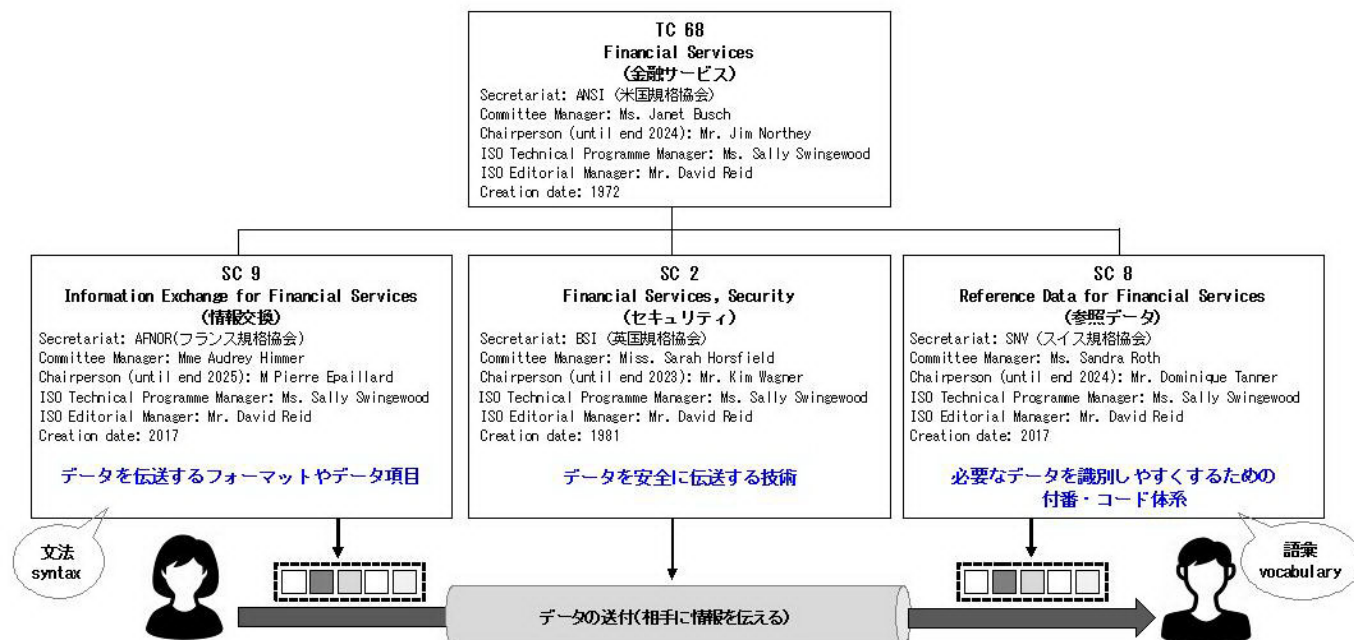 TC 68
Financial Services
(金融サービス)
Secretariat: ANSI (米国規格協会)
Committee Manager: Ms. Janet Busch
Chairperson (until end 2024): Mr. Jim Northey
ISO Technical Programme Manager: Ms. Sally Swingewood
ISO Editorial Manager: Mr. David Reid
Creation date: 1972
SC 9
Information Exchange for Financial Services
(情報交換)
Secretariat: AFNOR(フランス規格協会)
Committee Manager: Mme Audrey Himmer
Chairperson (until end 2025): M Pierre Epaillard
ISO Technical Programme Manager: Ms. Sally Swingewood
ISO Editorial Manager: Mr. David Reid
Creation date: 2017
データを伝送するフォーマットやデータ項目
SC 2
Financial Services, Security
(セキュリティ)
Secretariat: BSI (英国規格協会)
Committee Manager: Miss. Sarah Horsfield
Chairperson (until end 2023): Mr. Kim Wagner
ISO Technical Programme Manager: Ms. Sally Swingewood
ISO Editorial Manager: Mr. David Reid
Creation date: 1981
データを安全に伝送する技術
SC 8
Reference Data for Financial Services
(参照データ)
Secretariat: SNV (スイス規格協会)
Committee Manager: Ms. Sandra Roth
Chairperson (until end 2024): Mr. Dominique Tanner
ISO Technical Programme Manager: Ms. Sally Swingewood
ISO Editorial Manager: Mr. David Reid
Creation date: 2017
必要なデータを識別しやすくするための
付番・コード体系
文法
syntax
語彙
vocabulary
データの送付(相手に情報を伝える)